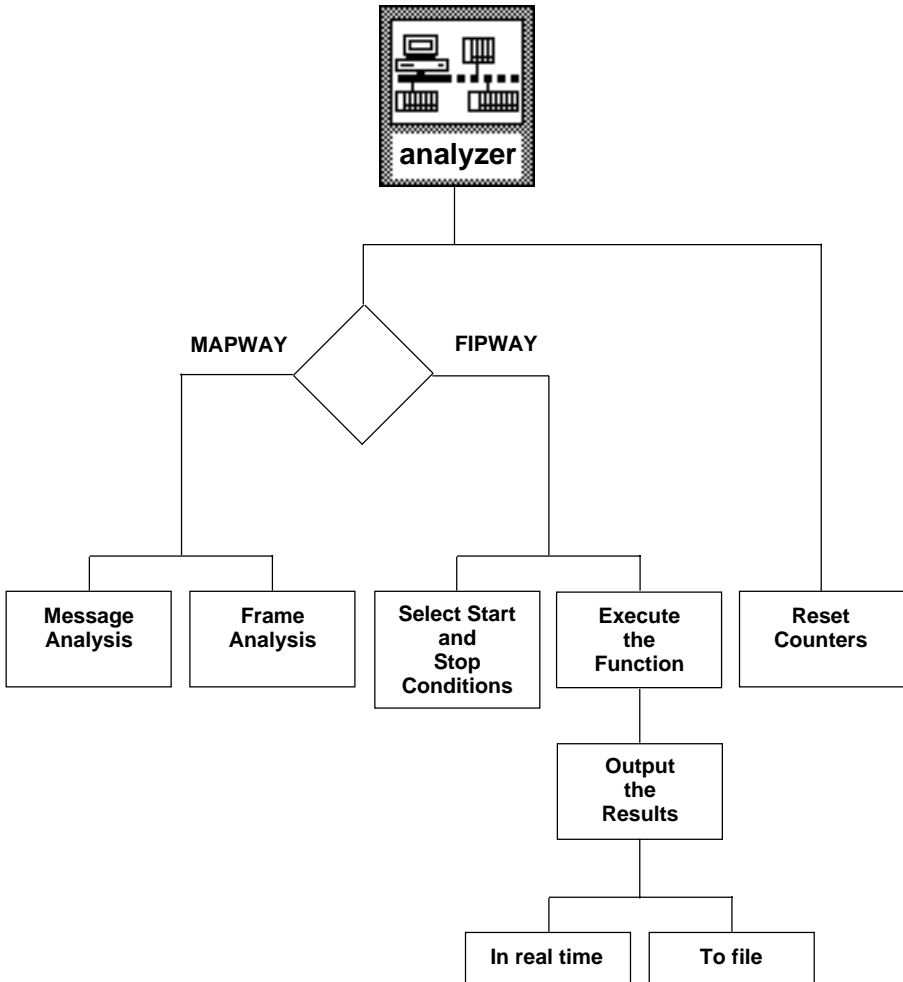 analyzer
MAPWAY
FIPWAY
Message
Analysis
Frame
Analysis
Select Start
and
Stop
Conditions
Execute
the
Function
Reset
Counters
Output
the
Results
In real time
To file